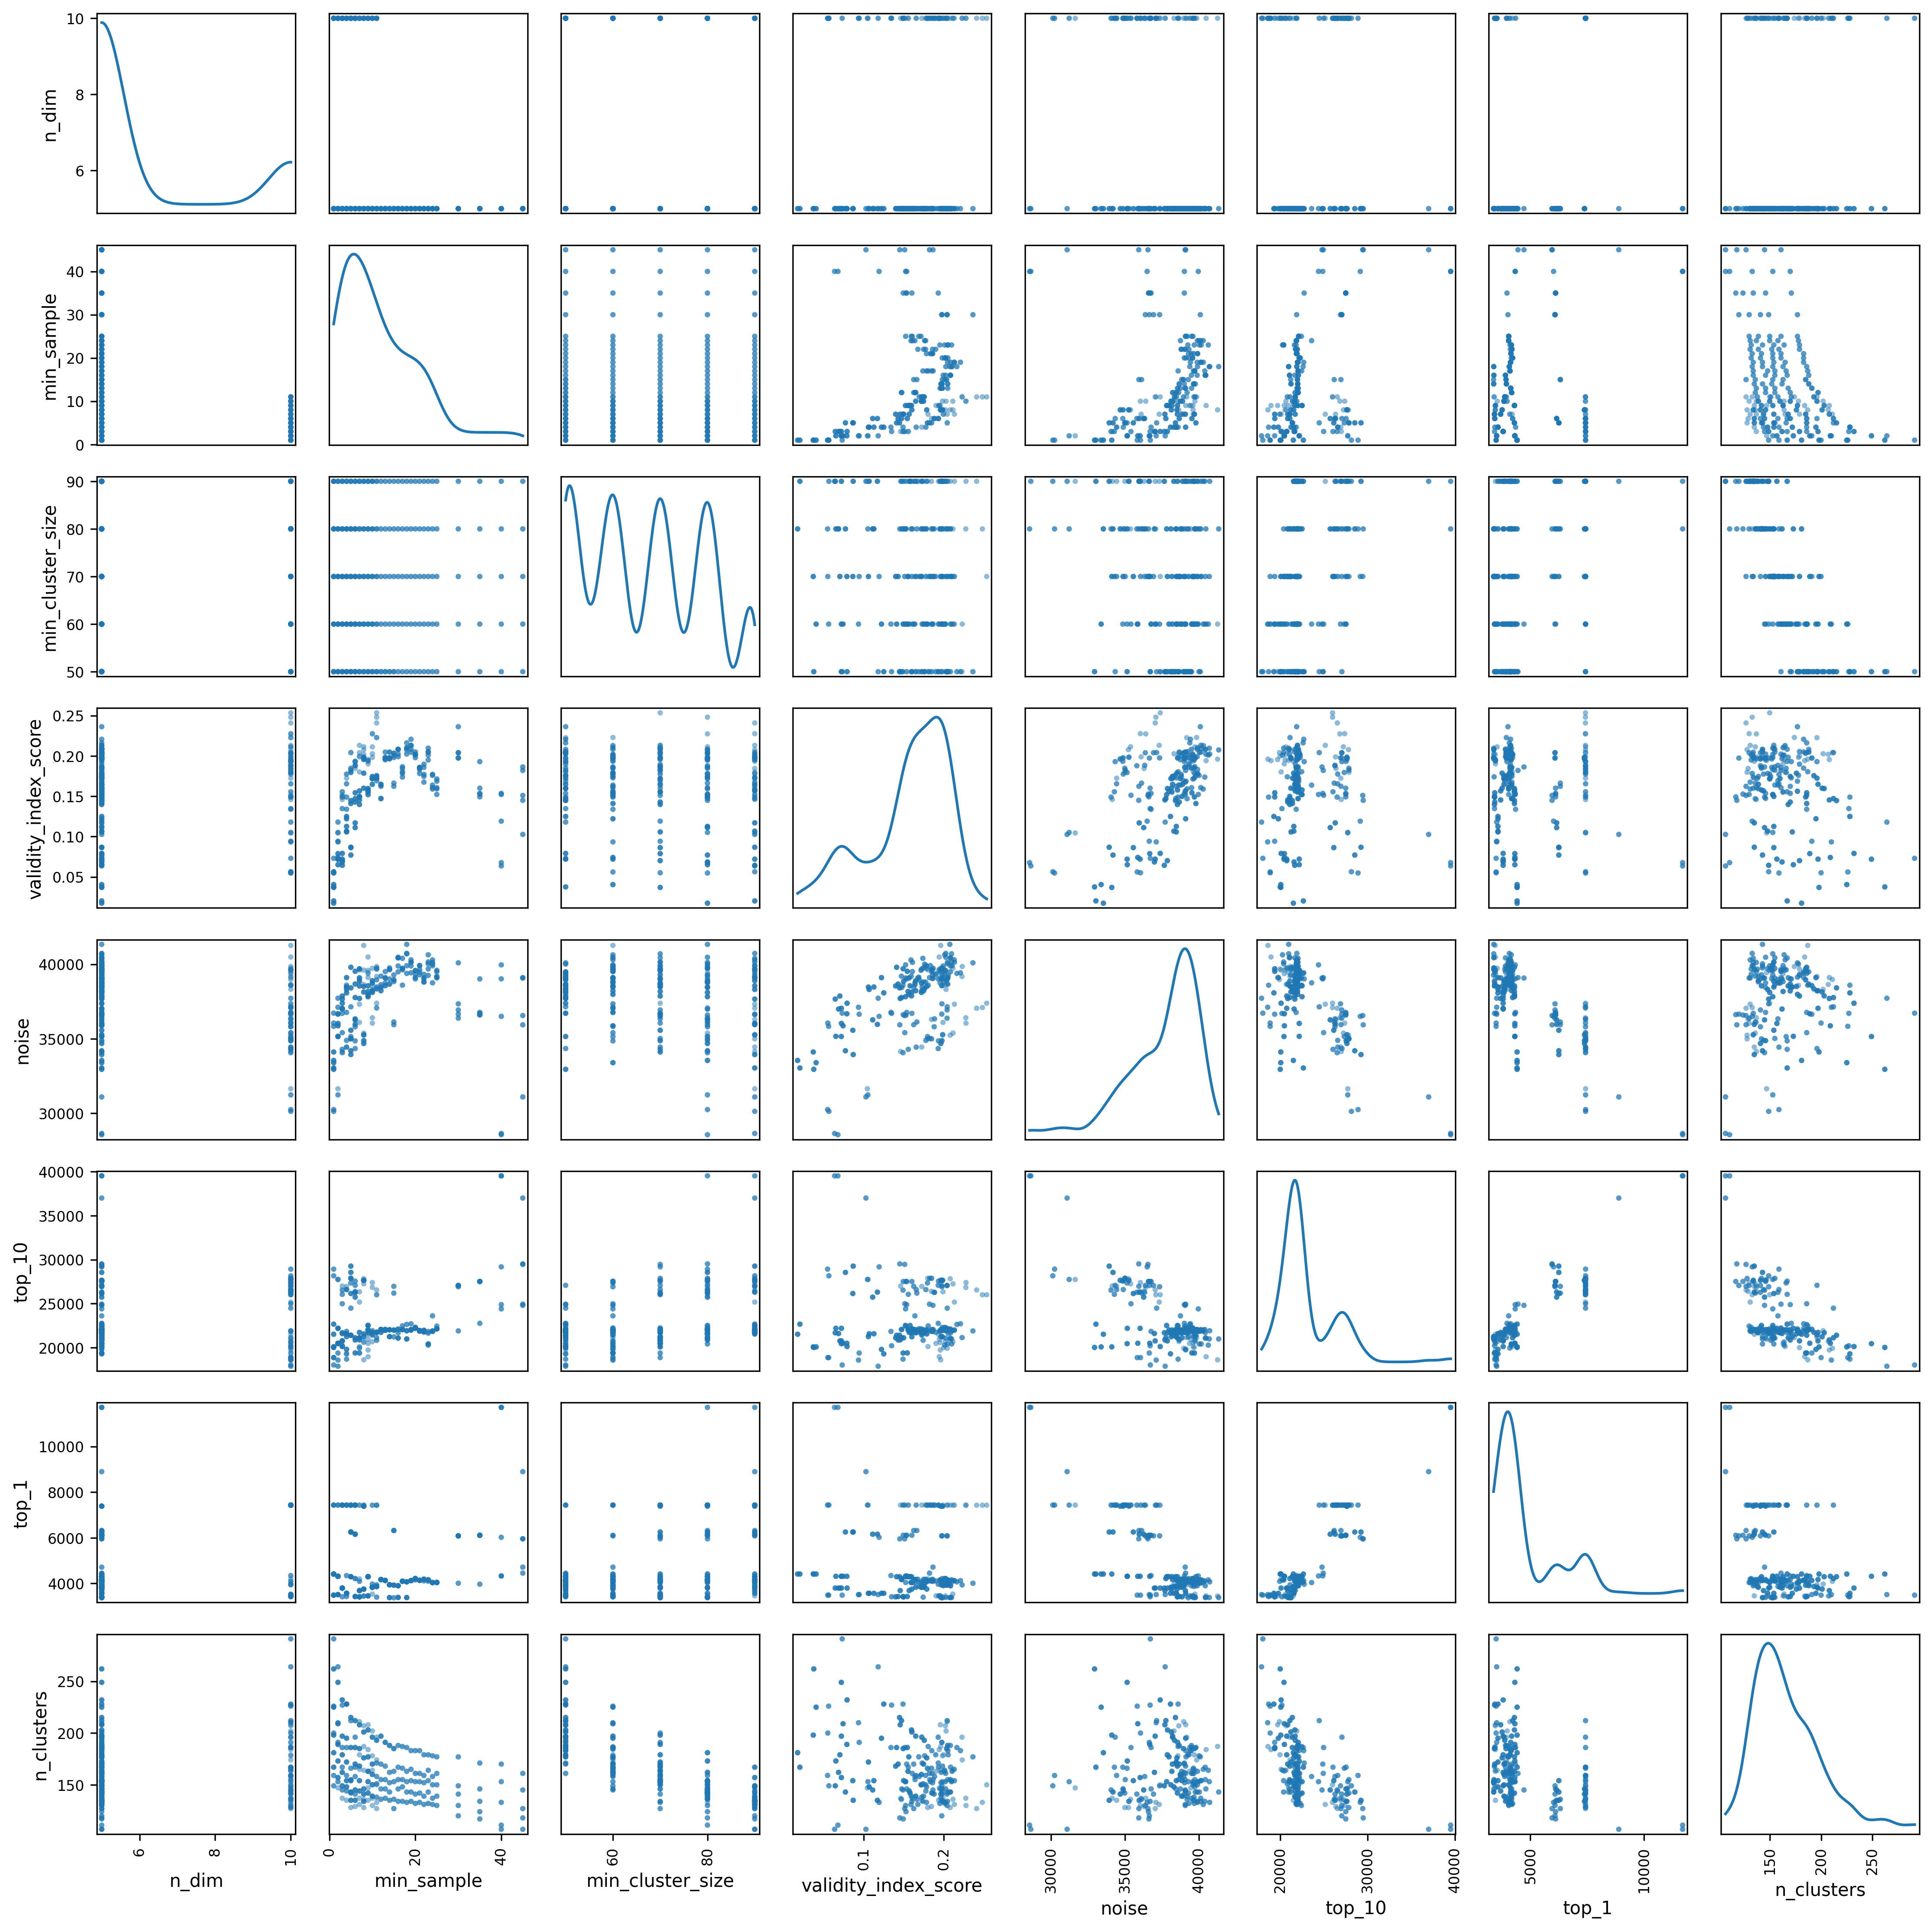 10
8
6
n_dim
40
30
20
10
0
min_sample
90
80
70
60
50
min_cluster_size
0.25
0.20
0.15
0.10
0.05
validity_index_score
40000
35000
30000
noise
40000
35000
30000
25000
20000
top_10
10000
8000
6000
4000
top_1
250
200
150
n_clusters
6 8 10
n_dim
0 20 40
min_sample
60 80
min_cluster_size
0.1 0.2
validity_index_score
30000 35000 40000
noise
20000 30000 40000
top_10
5000 10000
top_1
150 200 250
n_clusters